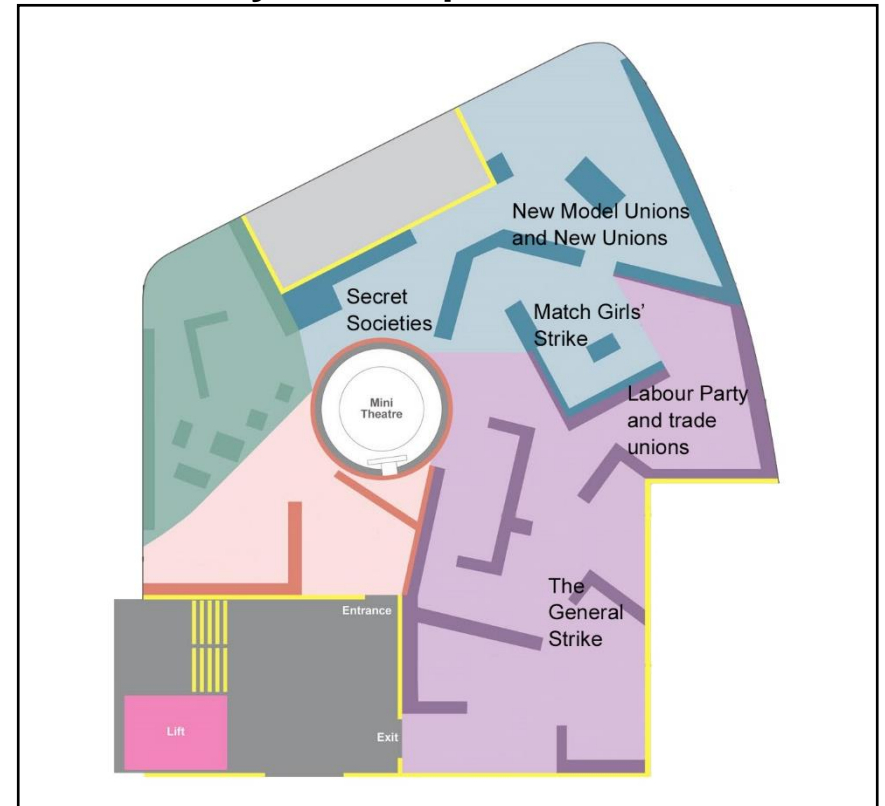 New Model Unions
and New Unions
Secret
Societies
Match Girls'
Strike
Mini
Theatre
Labour Party
and trade
unions
The
General
Strike
Entrance
Lift
Exit